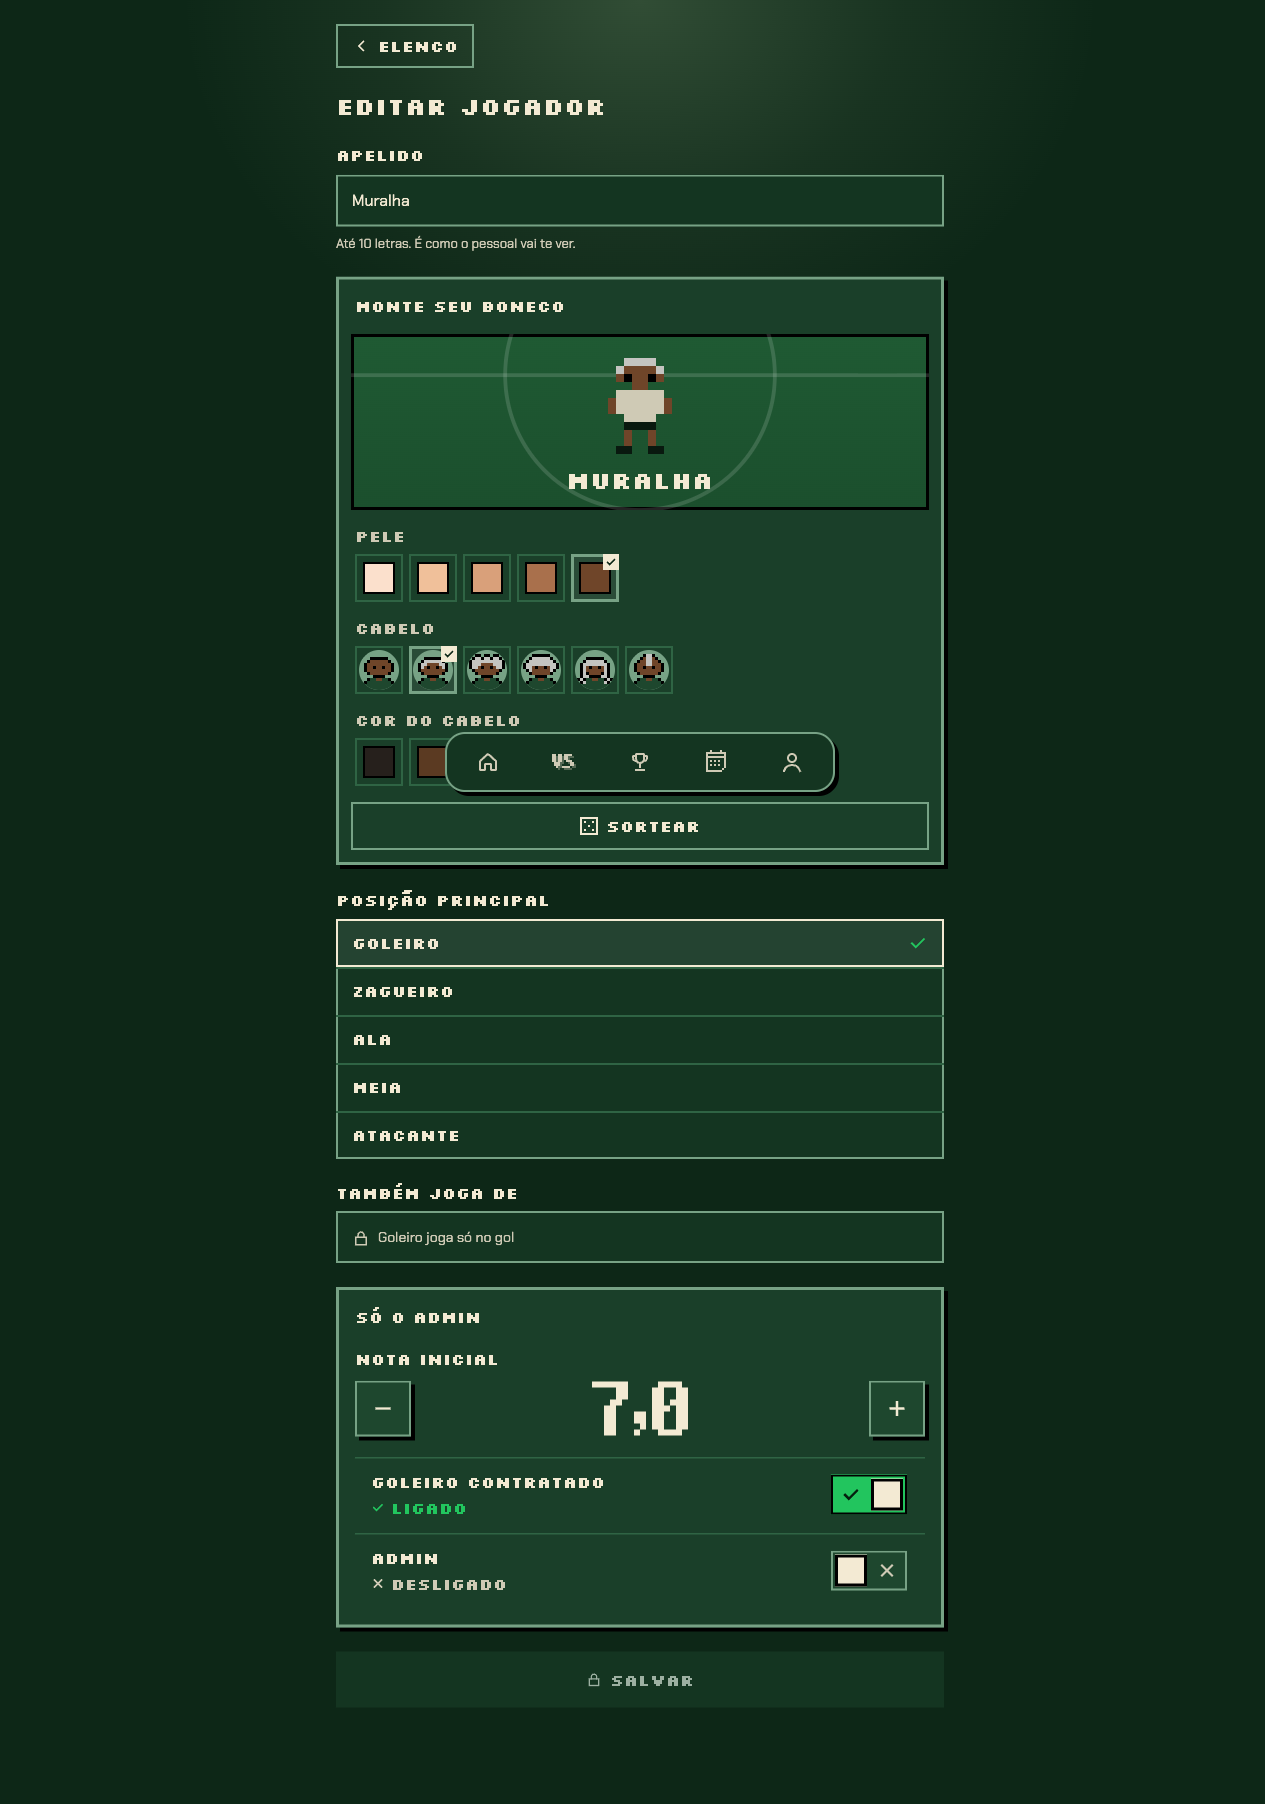 ELENCO
EDITAR JOGADOR
APELIDO
Muralha
Até 10 letras. É como o pessoal vai te ver.
MONTE SEU BONECO
MURALHA
PELE
CABELO
COR DO CABELO
VS
SORTEAR
POSIÇÃO PRINCIPAL
GOLEIRO
ZAGUEIRO
ALA
MEIA
ATACANTE
TAMBÉM JOGA DE
Goleiro joga só no gol
SÓ O ADMIN
NOTA INICIAL
− 7,0 +
GOLEIRO CONTRATADO
LIGADO
ADMIN
DESLIGADO
SALVAR